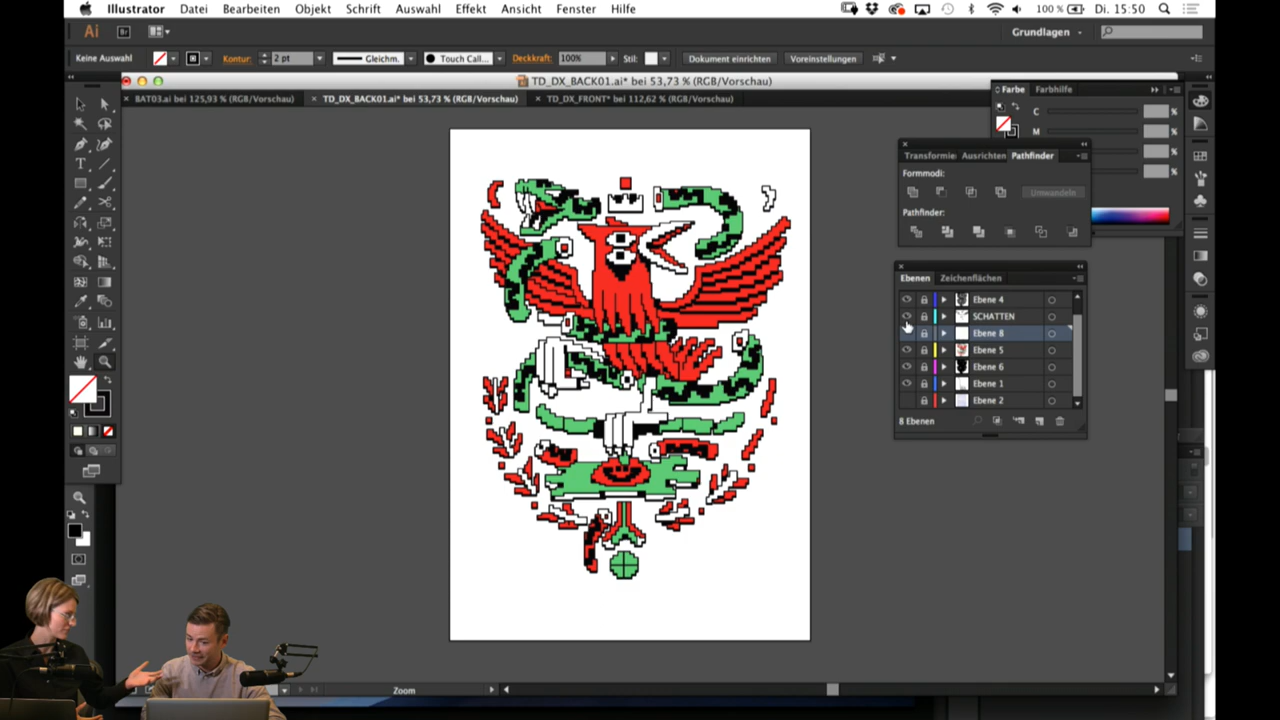 Illustrator Datei Bearbeiten Objekt Schrift Auswahl Effekt Ansicht Fenster Hilfe 100 % Di. 15:50
Ai Br Grundlagen
Keine Auswahl Kontur: 2 pt Gleichm. Touch Call... Deckkraft: 100% Stil: Dokument einrichten Voreinstellungen
TD_DX_BACK01.ai* bei 53,73 % (RGB/Vorschau)
BAT03.ai bei 125,93 % (RGB/Vorschau) TD_DX_BACK01.ai* bei 53,73 % (RGB/Vorschau) TD_DX_FRONT* bei 112,62 % (RGB/Vorschau)
Farbe Farbhilfe
C %
M %
%
%
Transformie Ausrichten Pathfinder
Formmodi:
Umwandeln
Pathfinder:
Ebenen Zeichenflächen
Ebene 4
SCHATTEN
Ebene 8
Ebene 5
Ebene 6
Ebene 1
Ebene 2
8 Ebenen
Zoom